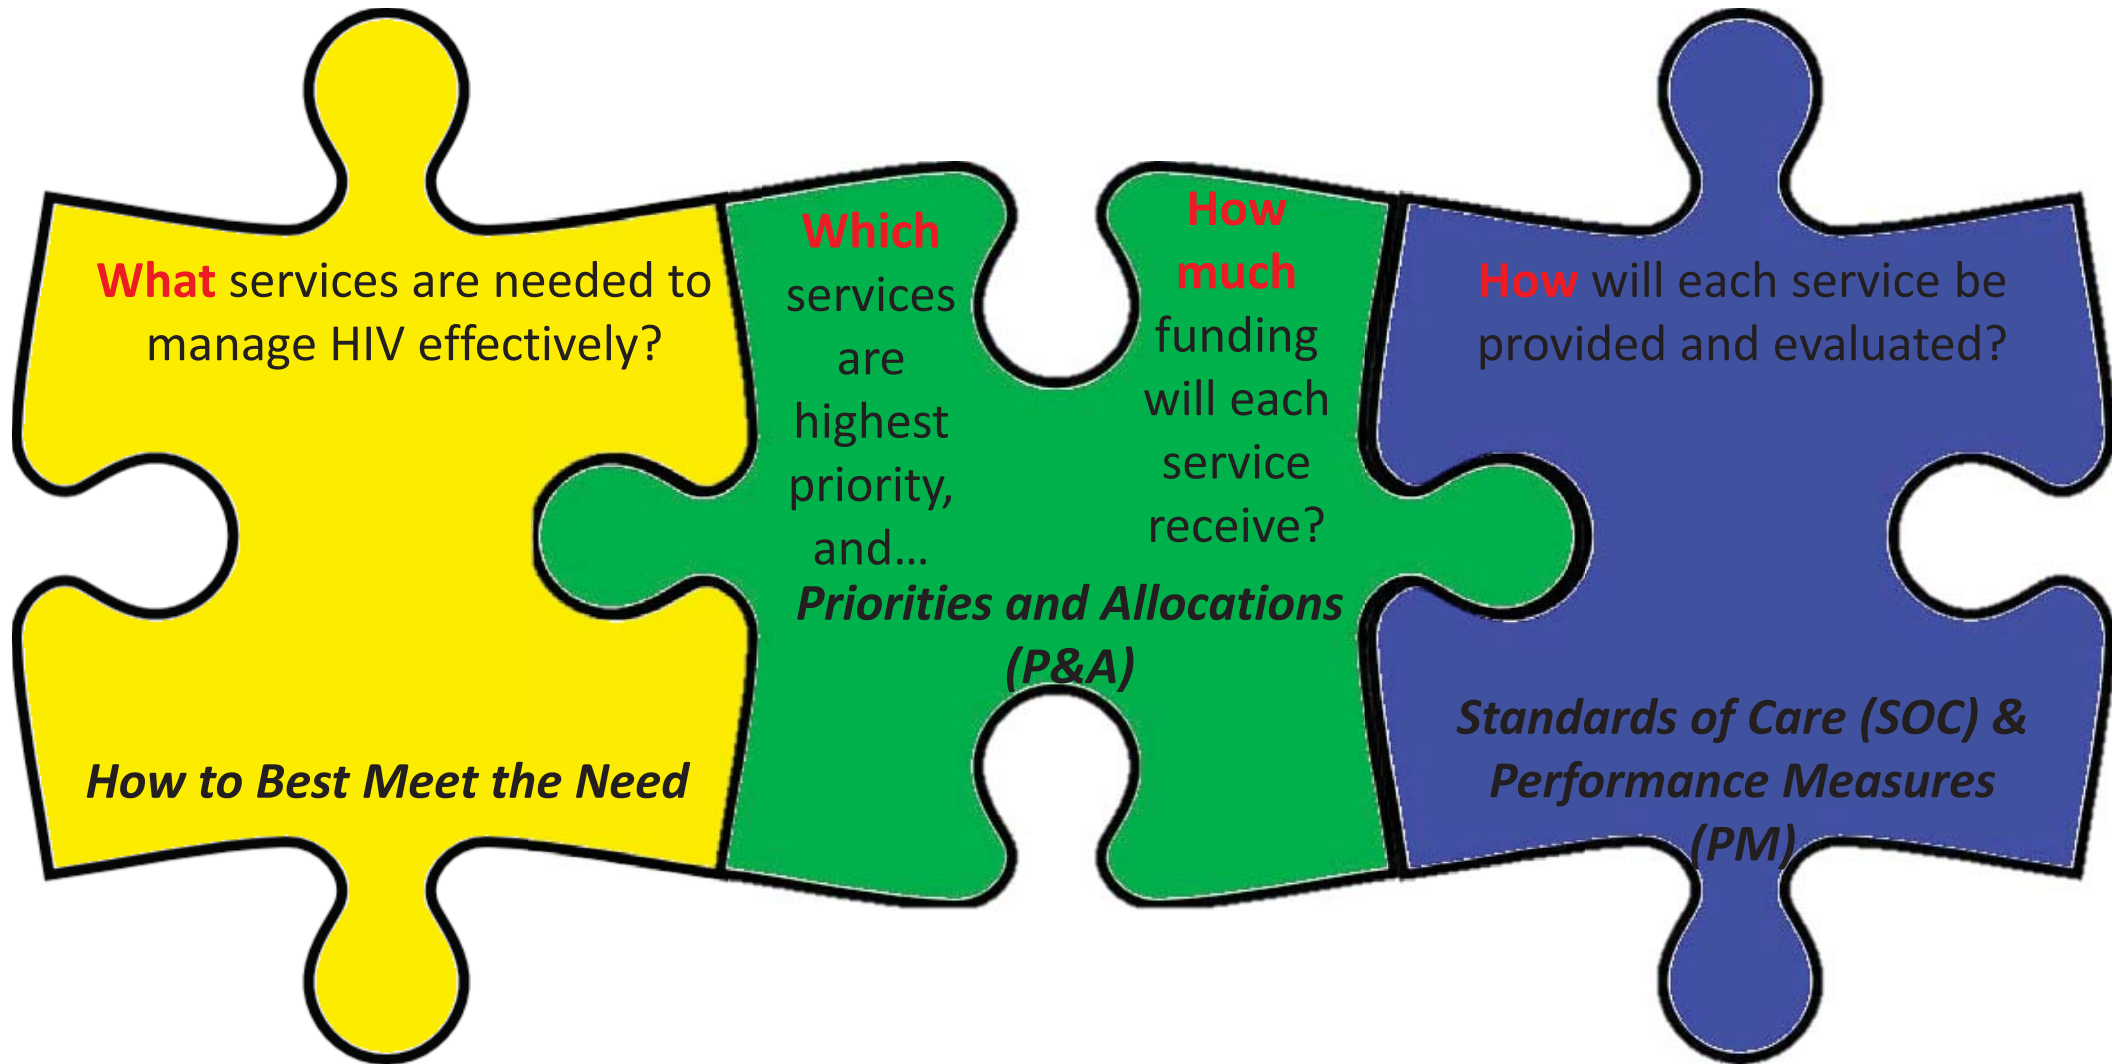 What services are needed to
manage HIV effectively?
How to Best Meet the Need
Which
services
are
highest
priority,
and…
How
much
funding
will each
service
receive?
Priorities and Allocations
(P&A)
How will each service be
provided and evaluated?
Standards of Care (SOC) &
Performance Measures
(PM)